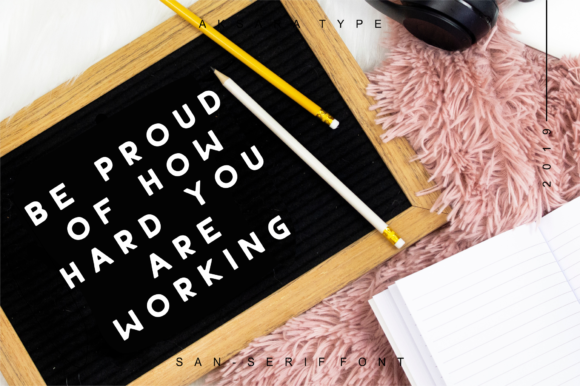 TYPE
BE PROUD
OF HOW
HARD YOU
ARE
WORKING
2019
SAN-SERIF FONT